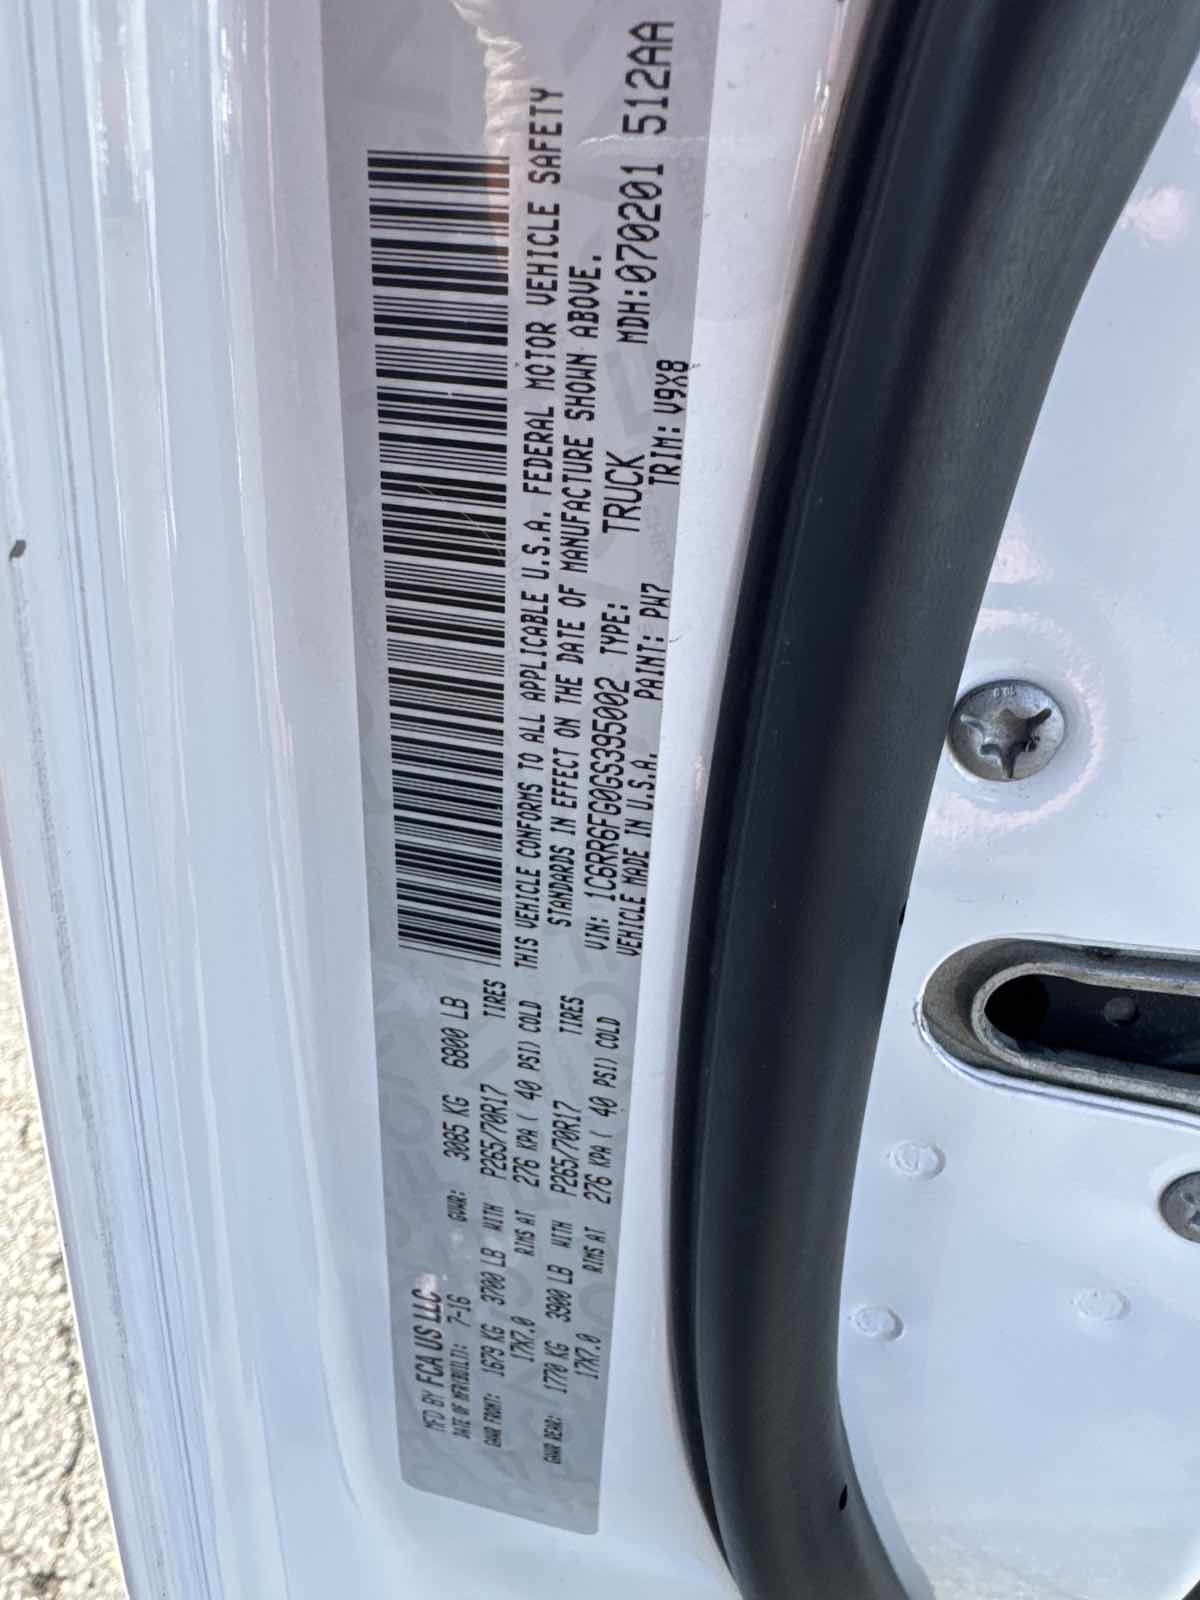 MFD BY FCA US LLC
DATE OF MFR(BUILT): 7-16 GVWR: 3085 KG 6800 LB
GAWR FRONT: 1679 KG 3700 LB WITH P265/70R17 TIRES
17X7.0 RIMS AT 276 KPA ( 40 PSI) COLD
GAWR REAR: 1770 KG 3900 LB WITH P265/70R17 TIRES
17X7.0 RIMS AT 276 KPA ( 40 PSI) COLD
THIS VEHICLE CONFORMS TO ALL APPLICABLE U.S.A. FEDERAL MOTOR VEHICLE SAFETY
STANDARDS IN EFFECT ON THE DATE OF MANUFACTURE SHOWN ABOVE.
VIN: 1C6RR6FG0GS395002 TYPE: TRUCK MDH:070201 512AA
VEHICLE MADE IN U.S.A. PAINT: PW7 TRIM: V9X8